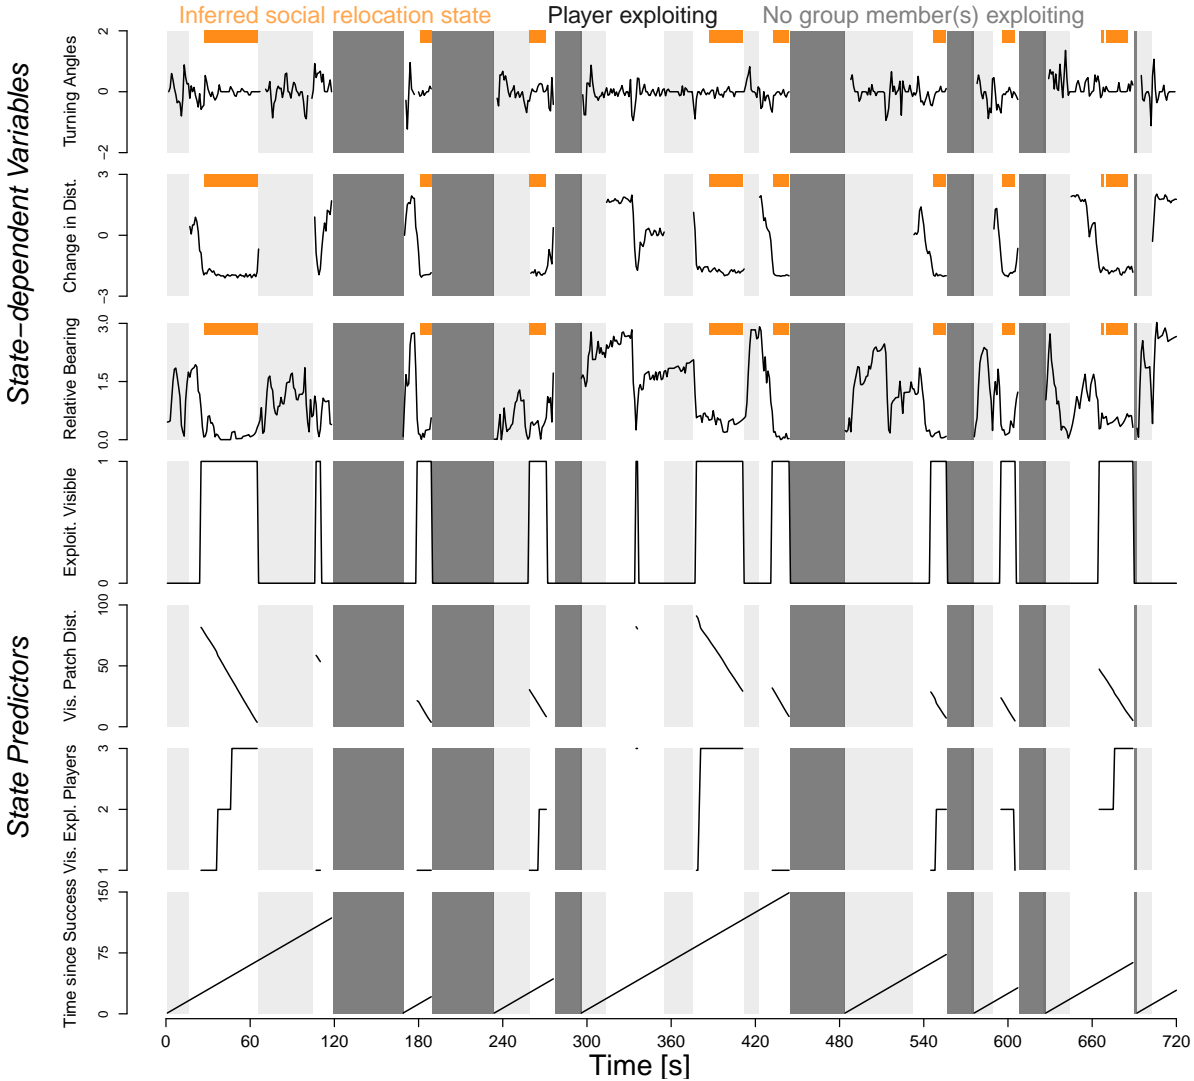 Inferred social relocation state
Player exploiting
No group member(s) exploiting
State−dependent Variables
Turning Angles
2
0
−2
Change in Dist.
3
0
−3
Relative Bearing
3.0
1.5
0.0
State Predictors
Exploit. Visible
1
0
Vis. Patch Dist.
100
50
0
Vis. Expl. Players
3
2
1
Time since Success
150
75
0
0 60 120 180 240 300 360 420 480 540 600 660 720
Time [s]